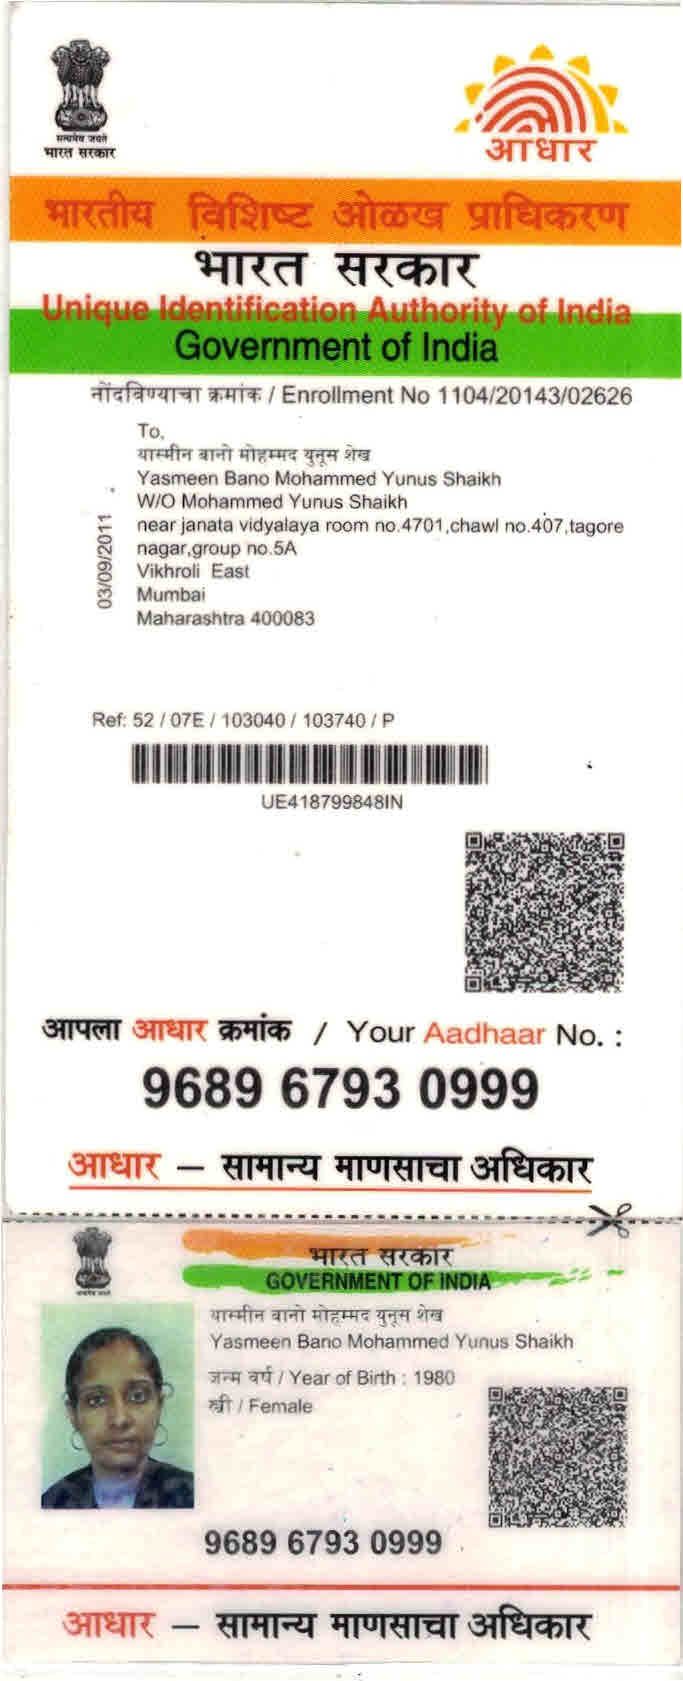 सत्यमेव जयते
भारत सरकार
आधार
भारतीय विशिष्ट ओळख प्राधिकरण
भारत सरकार
Unique Identification Authority of India
Government of India
नोंदविण्याचा क्रमांक / Enrollment No 1104/20143/02626
To,
यास्मीन बानो मोहम्मद युनूस शेख
Yasmeen Bano Mohammed Yunus Shaikh
W/O Mohammed Yunus Shaikh
near janata vidyalaya room no.4701,chawl no.407,tagore
nagar,group no.5A
Vikhroli East
Mumbai
Maharashtra 400083
03/09/2011
Ref: 52 / 07E / 103040 / 103740 / P
UE418799848IN
आपला आधार क्रमांक / Your Aadhaar No. :
9689 6793 0999
आधार – सामान्य माणसाचा अधिकार
भारत सरकार
GOVERNMENT OF INDIA
यास्मीन बानो मोहम्मद युनूस शेख
Yasmeen Bano Mohammed Yunus Shaikh
जन्म वर्ष / Year of Birth : 1980
स्त्री / Female
9689 6793 0999
आधार – सामान्य माणसाचा अधिकार